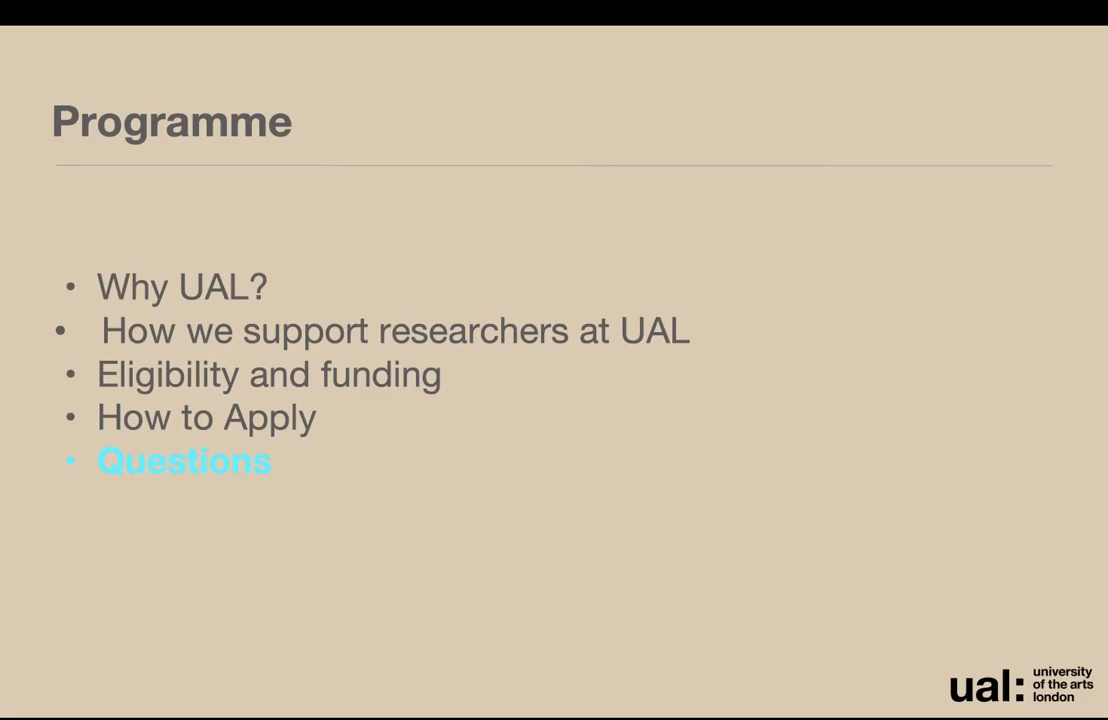 Programme
• Why UAL?
• How we support researchers at UAL
• Eligibility and funding
• How to Apply
• Questions
ual:
university
of the arts
london